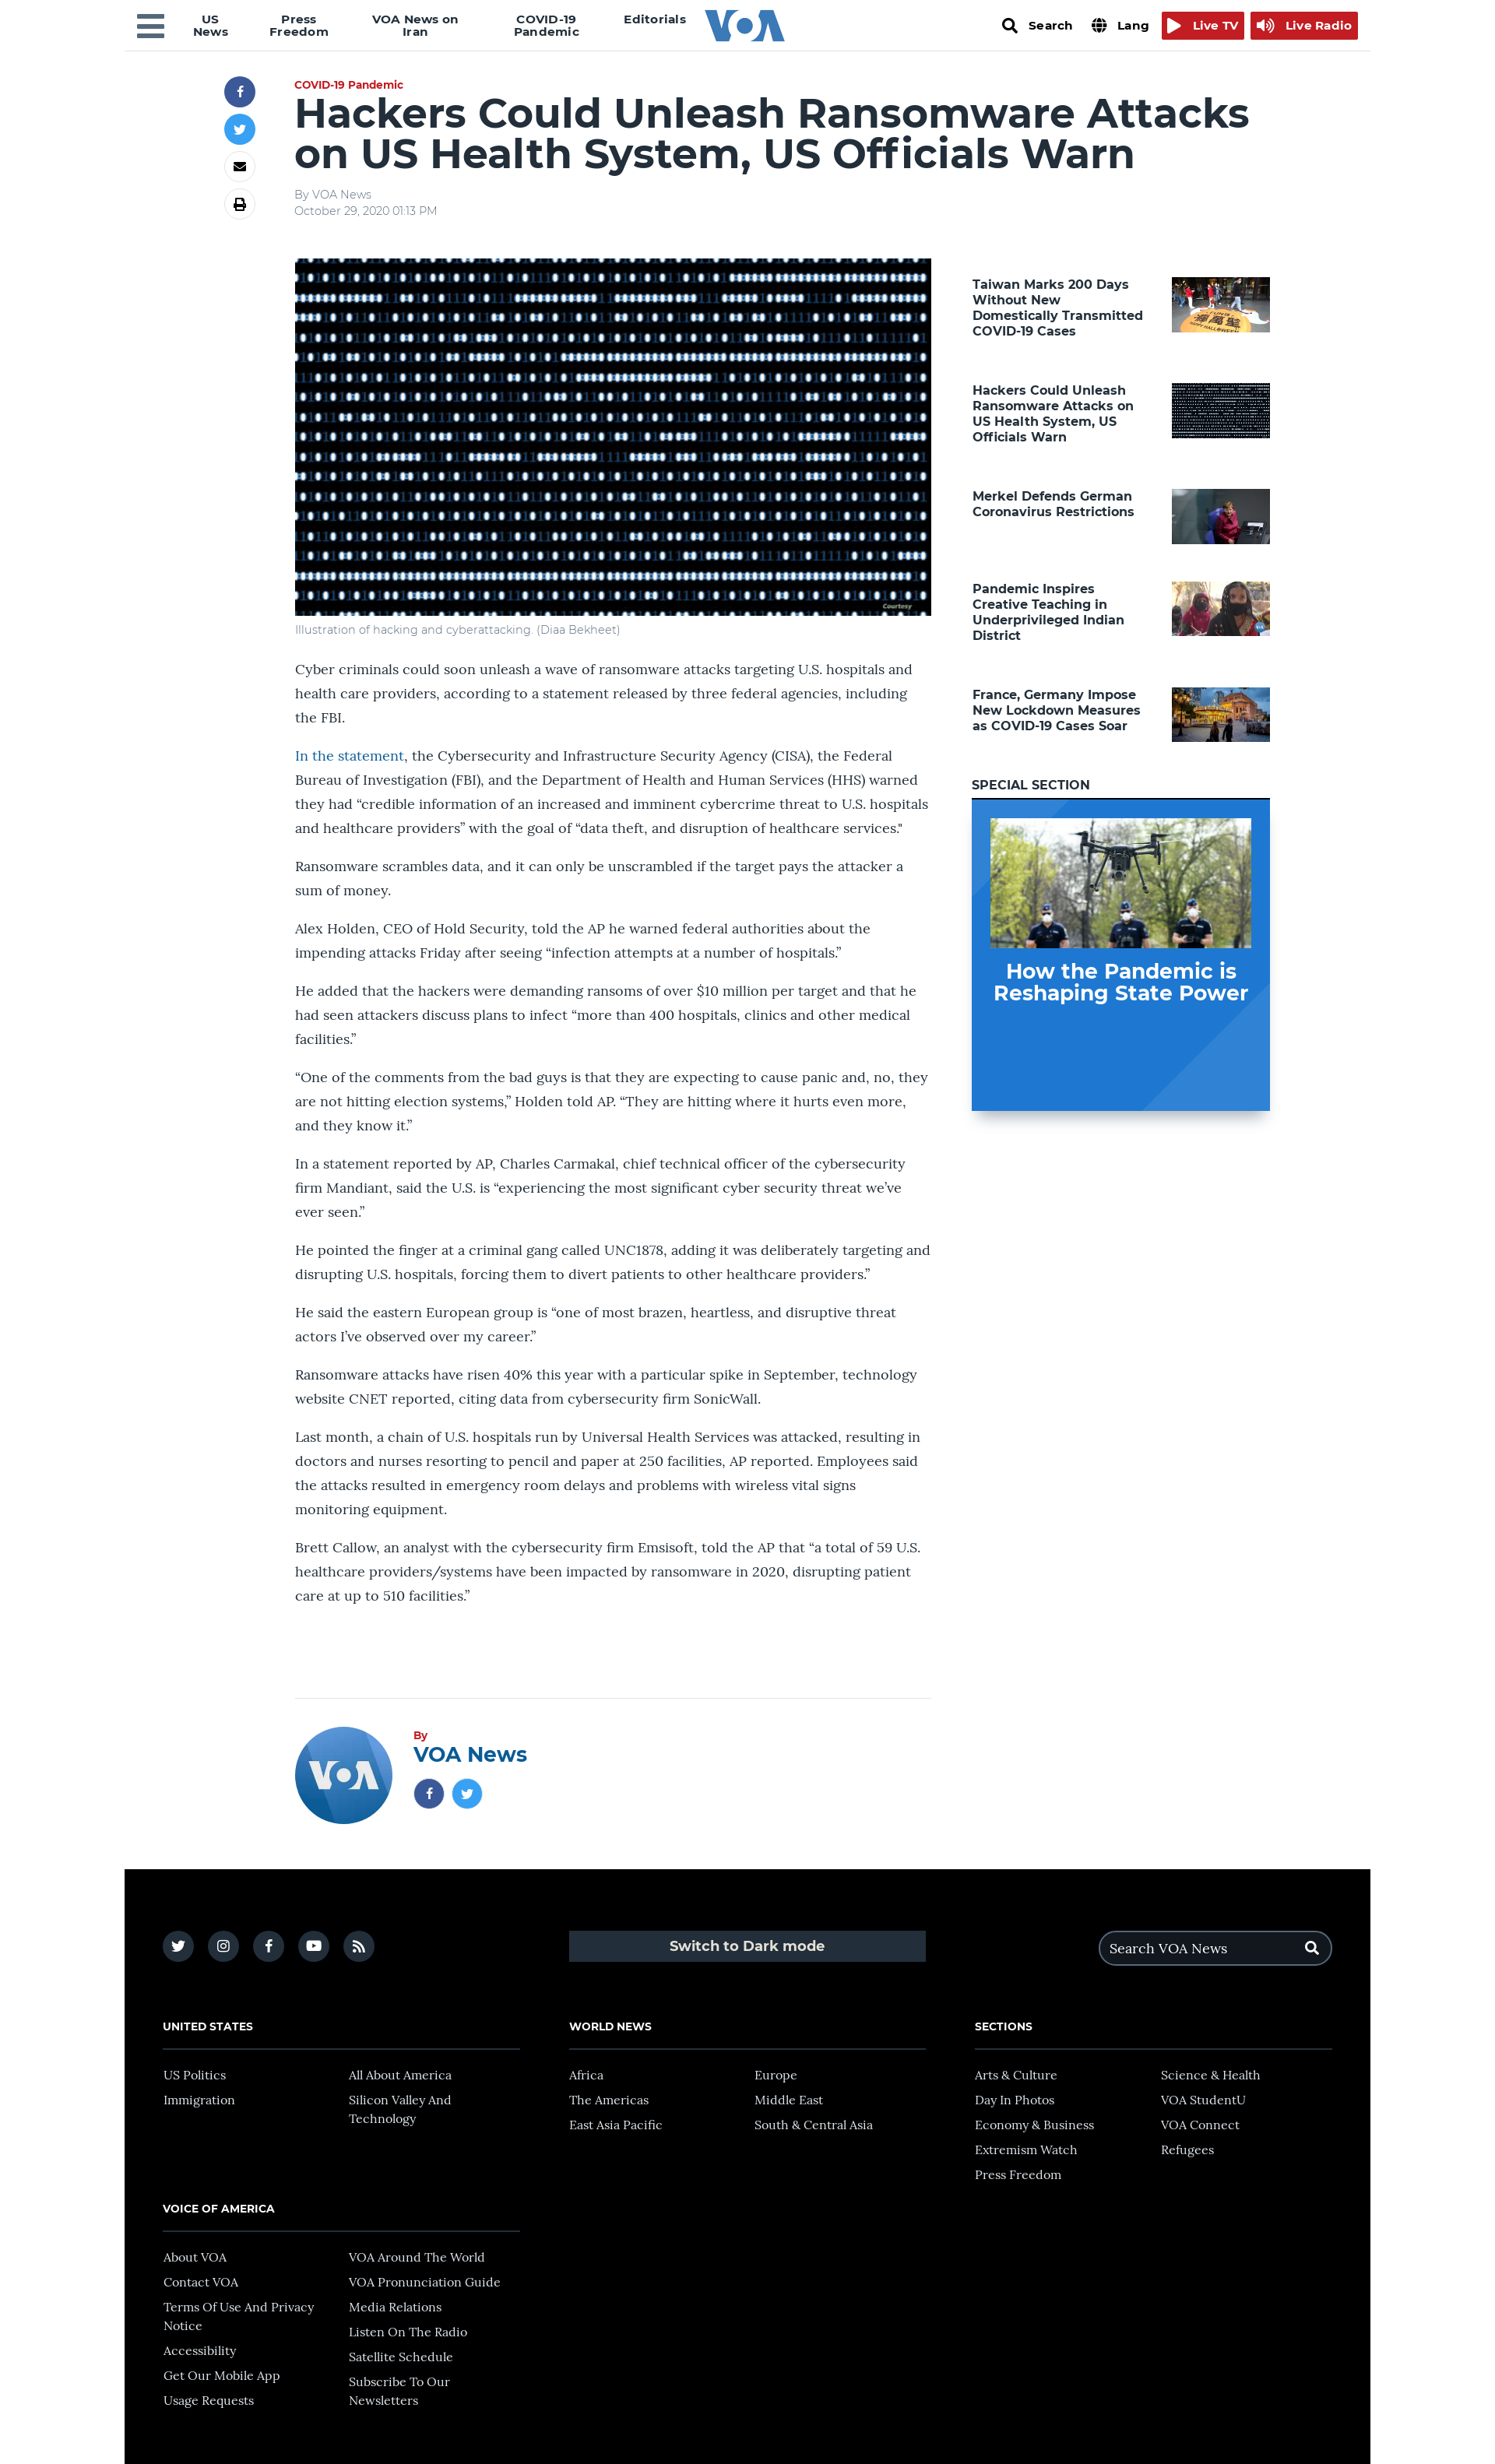 US
News
Press
Freedom
VOA News on
Iran
COVID-19
Pandemic
Editorials
VOA
Search
Lang
Live TV
Live Radio
COVID-19 Pandemic
Hackers Could Unleash Ransomware Attacks
on US Health System, US Officials Warn
By VOA News
October 29, 2020 01:13 PM
Courtesy
Illustration of hacking and cyberattacking. (Diaa Bekheet)
Cyber criminals could soon unleash a wave of ransomware attacks targeting U.S. hospitals and
health care providers, according to a statement released by three federal agencies, including
the FBI.
In the statement, the Cybersecurity and Infrastructure Security Agency (CISA), the Federal
Bureau of Investigation (FBI), and the Department of Health and Human Services (HHS) warned
they had “credible information of an increased and imminent cybercrime threat to U.S. hospitals
and healthcare providers” with the goal of “data theft, and disruption of healthcare services."
Ransomware scrambles data, and it can only be unscrambled if the target pays the attacker a
sum of money.
Alex Holden, CEO of Hold Security, told the AP he warned federal authorities about the
impending attacks Friday after seeing “infection attempts at a number of hospitals.”
He added that the hackers were demanding ransoms of over $10 million per target and that he
had seen attackers discuss plans to infect “more than 400 hospitals, clinics and other medical
facilities.”
“One of the comments from the bad guys is that they are expecting to cause panic and, no, they
are not hitting election systems,” Holden told AP. “They are hitting where it hurts even more,
and they know it.”
In a statement reported by AP, Charles Carmakal, chief technical officer of the cybersecurity
firm Mandiant, said the U.S. is “experiencing the most significant cyber security threat we’ve
ever seen.”
He pointed the finger at a criminal gang called UNC1878, adding it was deliberately targeting and
disrupting U.S. hospitals, forcing them to divert patients to other healthcare providers.”
He said the eastern European group is “one of most brazen, heartless, and disruptive threat
actors I’ve observed over my career.”
Ransomware attacks have risen 40% this year with a particular spike in September, technology
website CNET reported, citing data from cybersecurity firm SonicWall.
Last month, a chain of U.S. hospitals run by Universal Health Services was attacked, resulting in
doctors and nurses resorting to pencil and paper at 250 facilities, AP reported. Employees said
the attacks resulted in emergency room delays and problems with wireless vital signs
monitoring equipment.
Brett Callow, an analyst with the cybersecurity firm Emsisoft, told the AP that “a total of 59 U.S.
healthcare providers/systems have been impacted by ransomware in 2020, disrupting patient
care at up to 510 facilities.”
Taiwan Marks 200 Days
Without New
Domestically Transmitted
COVID-19 Cases
Hackers Could Unleash
Ransomware Attacks on
US Health System, US
Officials Warn
Merkel Defends German
Coronavirus Restrictions
Pandemic Inspires
Creative Teaching in
Underprivileged Indian
District
France, Germany Impose
New Lockdown Measures
as COVID-19 Cases Soar
SPECIAL SECTION
How the Pandemic is
Reshaping State Power
VOA
By
VOA News
Switch to Dark mode
Search VOA News
UNITED STATES
US Politics
Immigration
All About America
Silicon Valley And
Technology
WORLD NEWS
Africa
The Americas
East Asia Pacific
Europe
Middle East
South & Central Asia
SECTIONS
Arts & Culture
Day In Photos
Economy & Business
Extremism Watch
Press Freedom
Science & Health
VOA StudentU
VOA Connect
Refugees
VOICE OF AMERICA
About VOA
Contact VOA
Terms Of Use And Privacy
Notice
Accessibility
Get Our Mobile App
Usage Requests
VOA Around The World
VOA Pronunciation Guide
Media Relations
Listen On The Radio
Satellite Schedule
Subscribe To Our
Newsletters